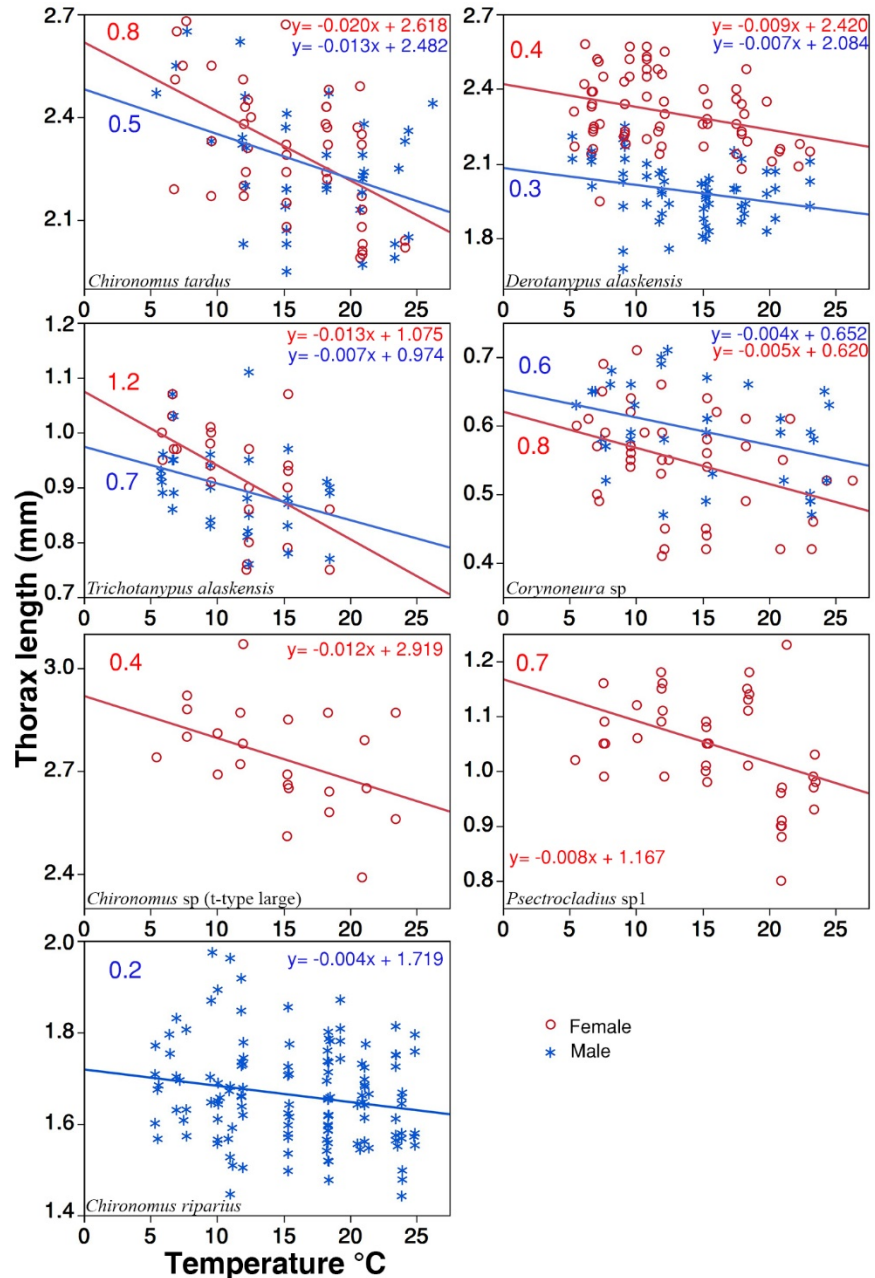 Thorax length (mm)
2.7
2.4
2.1
0.8
0.5
y= -0.020x + 2.618
y= -0.013x + 2.482
Chironomus tardus
0 5 10 15 20 25
2.7
2.4
2.1
1.8
0.4
0.3
y= -0.009x + 2.420
y= -0.007x + 2.084
Derotanypus alaskensis
0 5 10 15 20 25
1.2
1.1
1.0
0.9
0.8
0.7
1.2
0.7
y= -0.013x + 1.075
y= -0.007x + 0.974
Trichotanypus alaskensis
0 5 10 15 20 25
0.7
0.6
0.5
0.4
0.6
0.8
y= -0.004x + 0.652
y= -0.005x + 0.620
Corynoneura sp
0 5 10 15 20 25
3.0
2.7
2.4
0.4
y= -0.012x + 2.919
Chironomus sp (t-type large)
0 5 10 15 20 25
1.2
1.1
1.0
0.9
0.8
0.7
y= -0.008x + 1.167
Psectrocladius sp1
0 5 10 15 20 25
2.0
1.8
1.6
1.4
0.2
y= -0.004x + 1.719
Chironomus riparius
0 5 10 15 20 25
Temperature °C
Female
Male